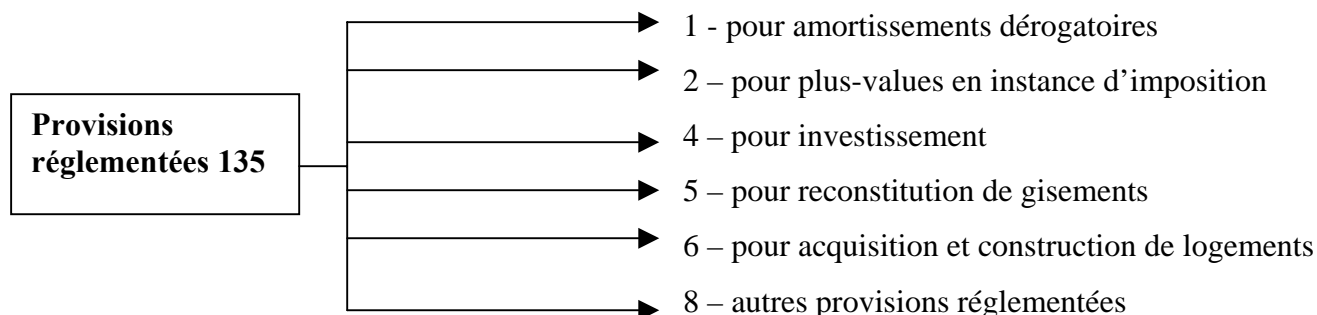 Provisions
réglementées 135
1 - pour amortissements dérogatoires
2 – pour plus-values en instance d’imposition
4 – pour investissement
5 – pour reconstitution de gisements
6 – pour acquisition et construction de logements
8 – autres provisions réglementées